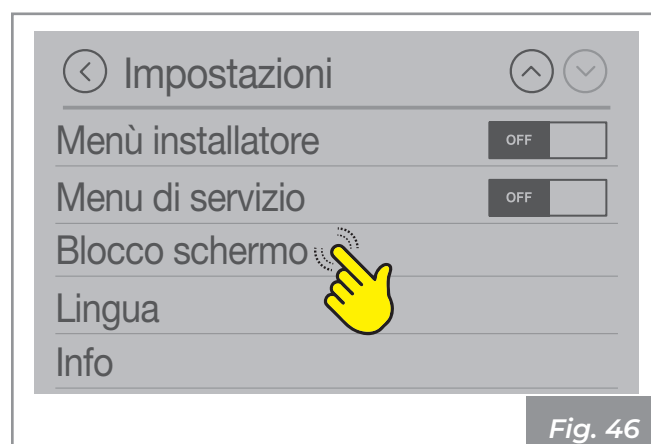 Impostazioni
Menù installatore OFF
Menu di servizio OFF
Blocco schermo
Lingua
Info
Fig. 46